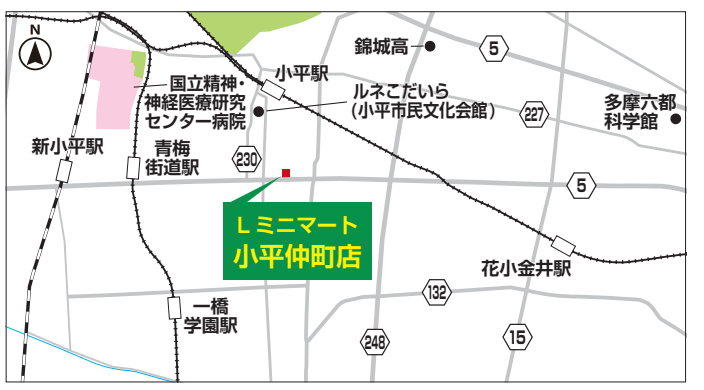 N
錦城高
5
小平駅
国立精神・
神経医療研究
センター病院
ルネこだいら
(小平市民文化会館)
227
多摩六都
科学館
新小平駅
青梅
街道駅
230
5
L ミニマート
小平仲町店
花小金井駅
132
一橋
学園駅
248
15